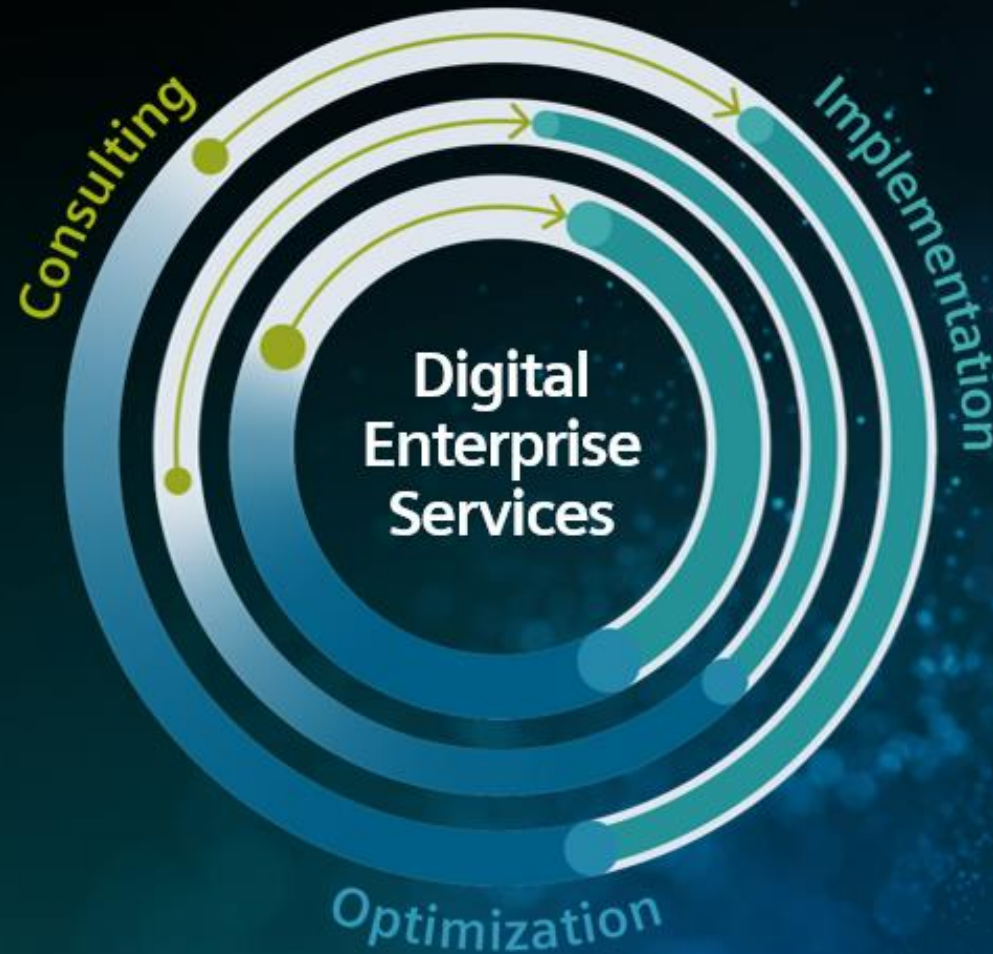 Consulting
Implementation
Digital
Enterprise
Services
Optimization